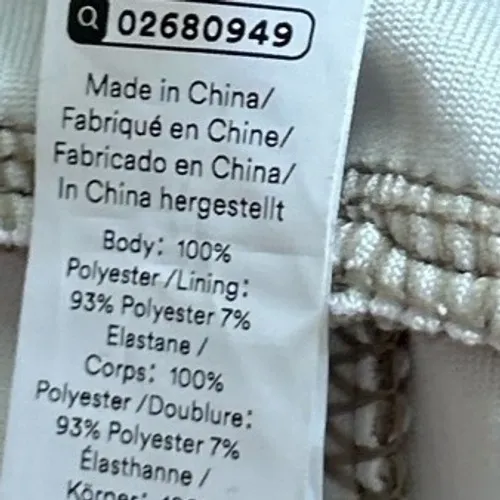 02680949
Made in China/
Fabriqué en Chine/
Fabricado en China/
In China hergestellt
Body: 100%
Polyester /Lining:
93% Polyester 7%
Elastane /
Corps: 100%
Polyester /Doublure:
93% Polyester 7%
Élasthanne /
Körper: